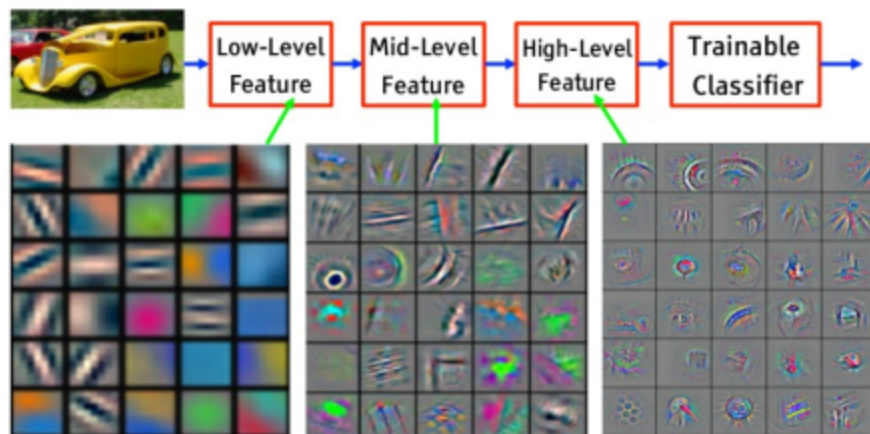 Low-Level
Feature
Mid-Level
Feature
High-Level
Feature
Trainable
Classifier